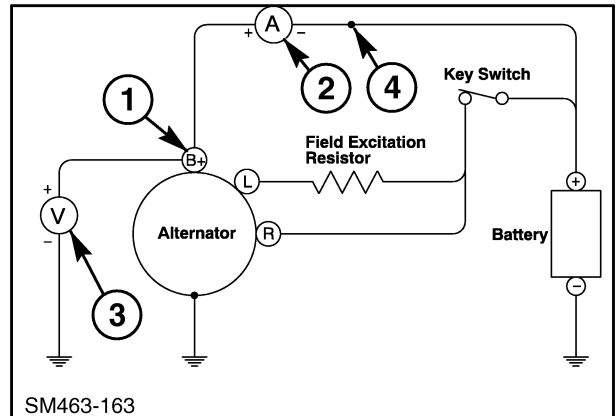 + A −
4
2
Key Switch
1
Field Excitation
Resistor
B+
L
+
V
−
Alternator
R
+
Battery
−
3
SM463-163